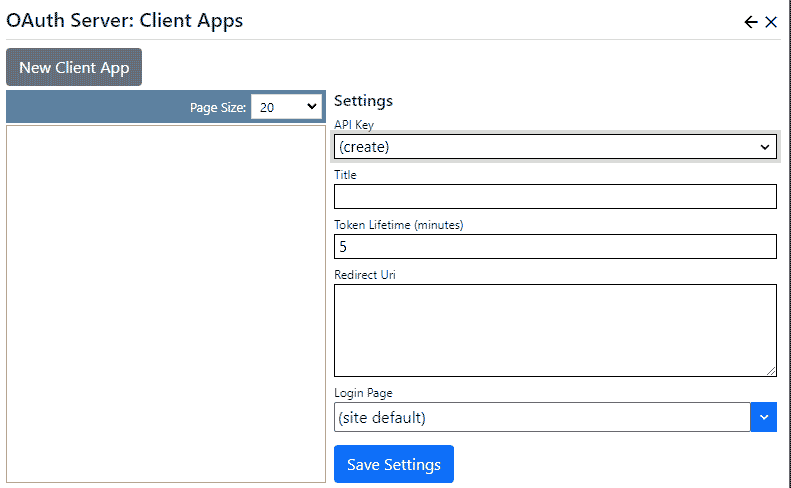 OAuth Server: Client Apps
New Client App
Page Size: 20
Settings
API Key
(create)
Title
Token Lifetime (minutes)
5
Redirect Uri
Login Page
(site default)
Save Settings